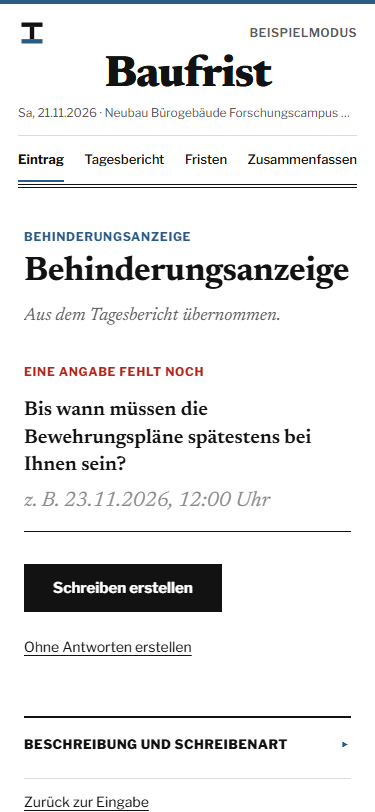 BEISPIELMODUS
Baufrist
Sa, 21.11.2026 · Neubau Bürogebäude Forschungscampus ...
Eintrag Tagesbericht Fristen Zusammenfassen
BEHINDERUNGSANZEIGE
Behinderungsanzeige
Aus dem Tagesbericht übernommen.
EINE ANGABE FEHLT NOCH
Bis wann müssen die
Bewehrungspläne spätestens bei
Ihnen sein?
z. B. 23.11.2026, 12:00 Uhr
Schreiben erstellen
Ohne Antworten erstellen
BESCHREIBUNG UND SCHREIBENART
Zurück zur Eingabe